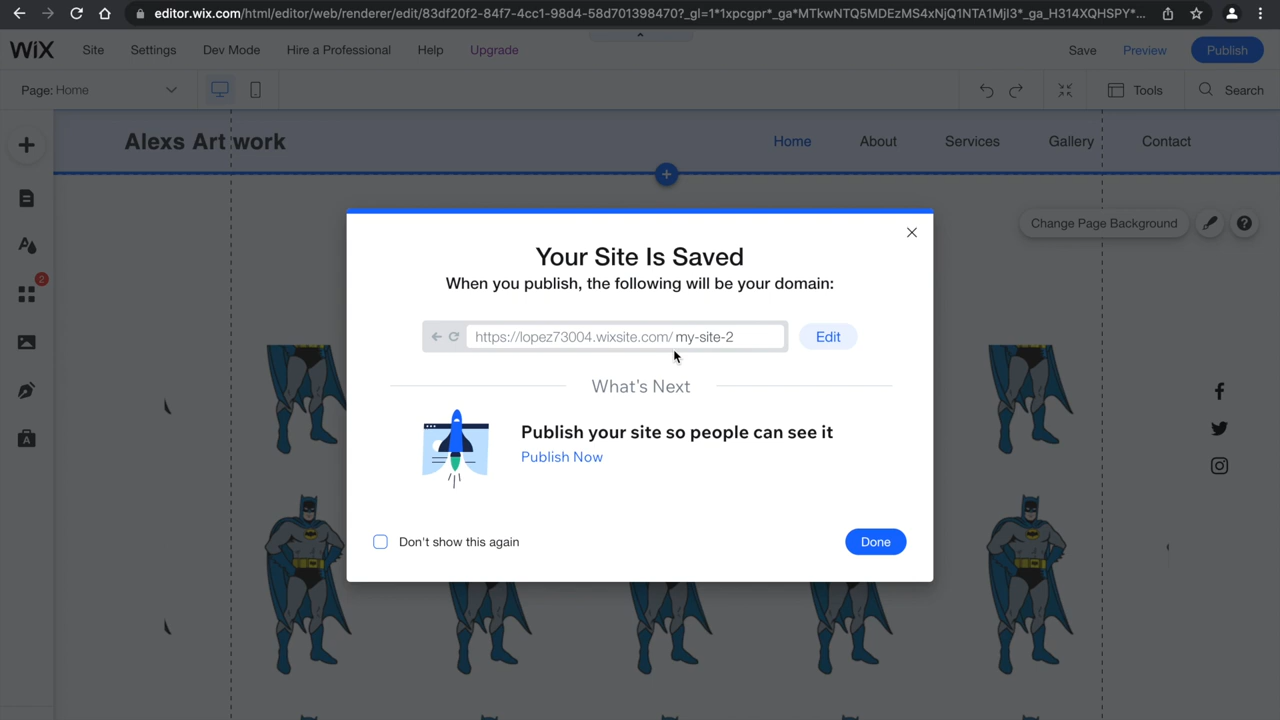 editor.wix.com/html/editor/web/renderer/edit/83df20f2-84f7-4cc1-98d4-58d701398470?_gl=1*1xpcgpr*_ga*MTkwNTQ5MDEzMS4xNjQ1NTA1MjI3*_ga_H314XQHSPY*...
WiX Site Settings Dev Mode Hire a Professional Help Upgrade Save Preview Publish
Page: Home Tools Search
Alexs Art work Home About Services Gallery Contact
Change Page Background ?
2
Your Site Is Saved
When you publish, the following will be your domain:
https://lopez73004.wixsite.com/ my-site-2 Edit
What's Next
Publish your site so people can see it
Publish Now
Don't show this again Done